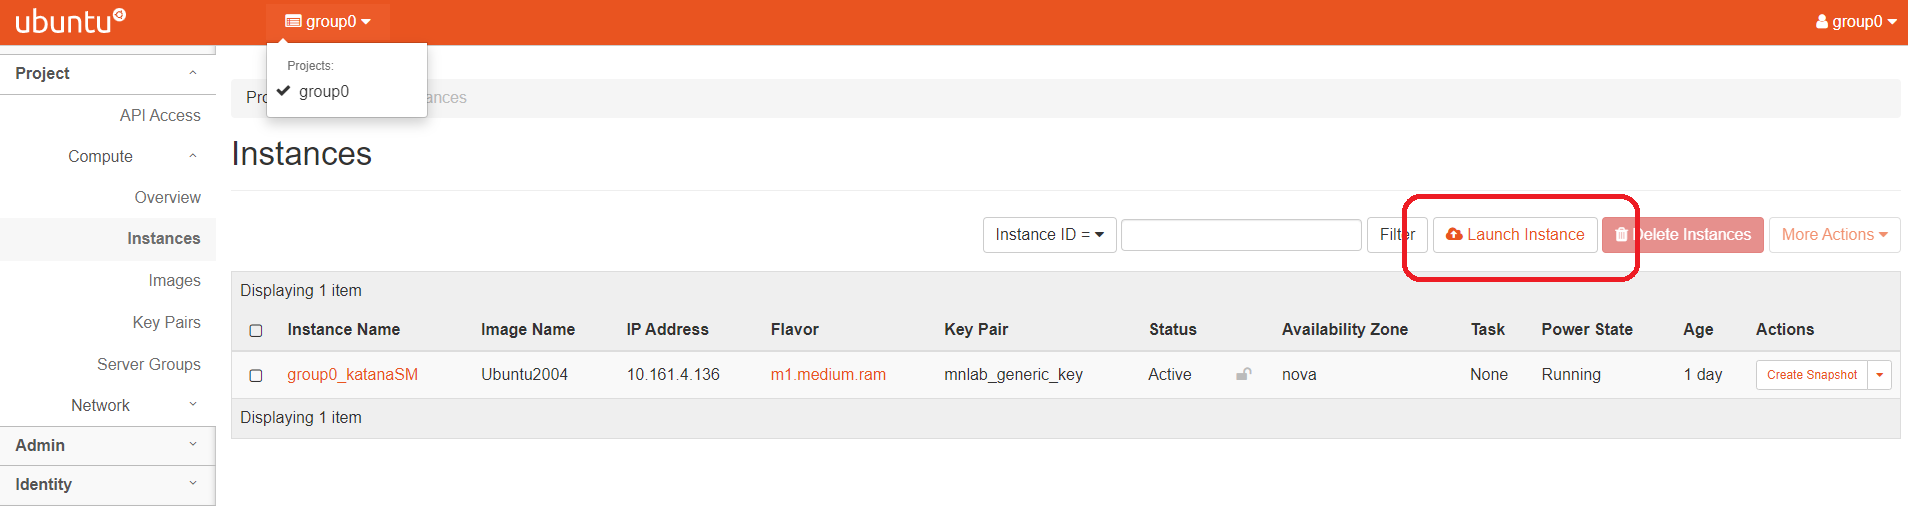 ubuntu group0 group0
Projects:
group0
Project
API Access
Compute
Overview
Instances
Images
Key Pairs
Server Groups
Network
Admin
Identity
Pro ances
Instances
Instance ID = Filter Launch Instance Delete Instances More Actions
Displaying 1 item
Instance Name Image Name IP Address Flavor Key Pair Status Availability Zone Task Power State Age Actions
group0_katanaSM Ubuntu2004 10.161.4.136 m1.medium.ram mnlab_generic_key Active nova None Running 1 day Create Snapshot
Displaying 1 item